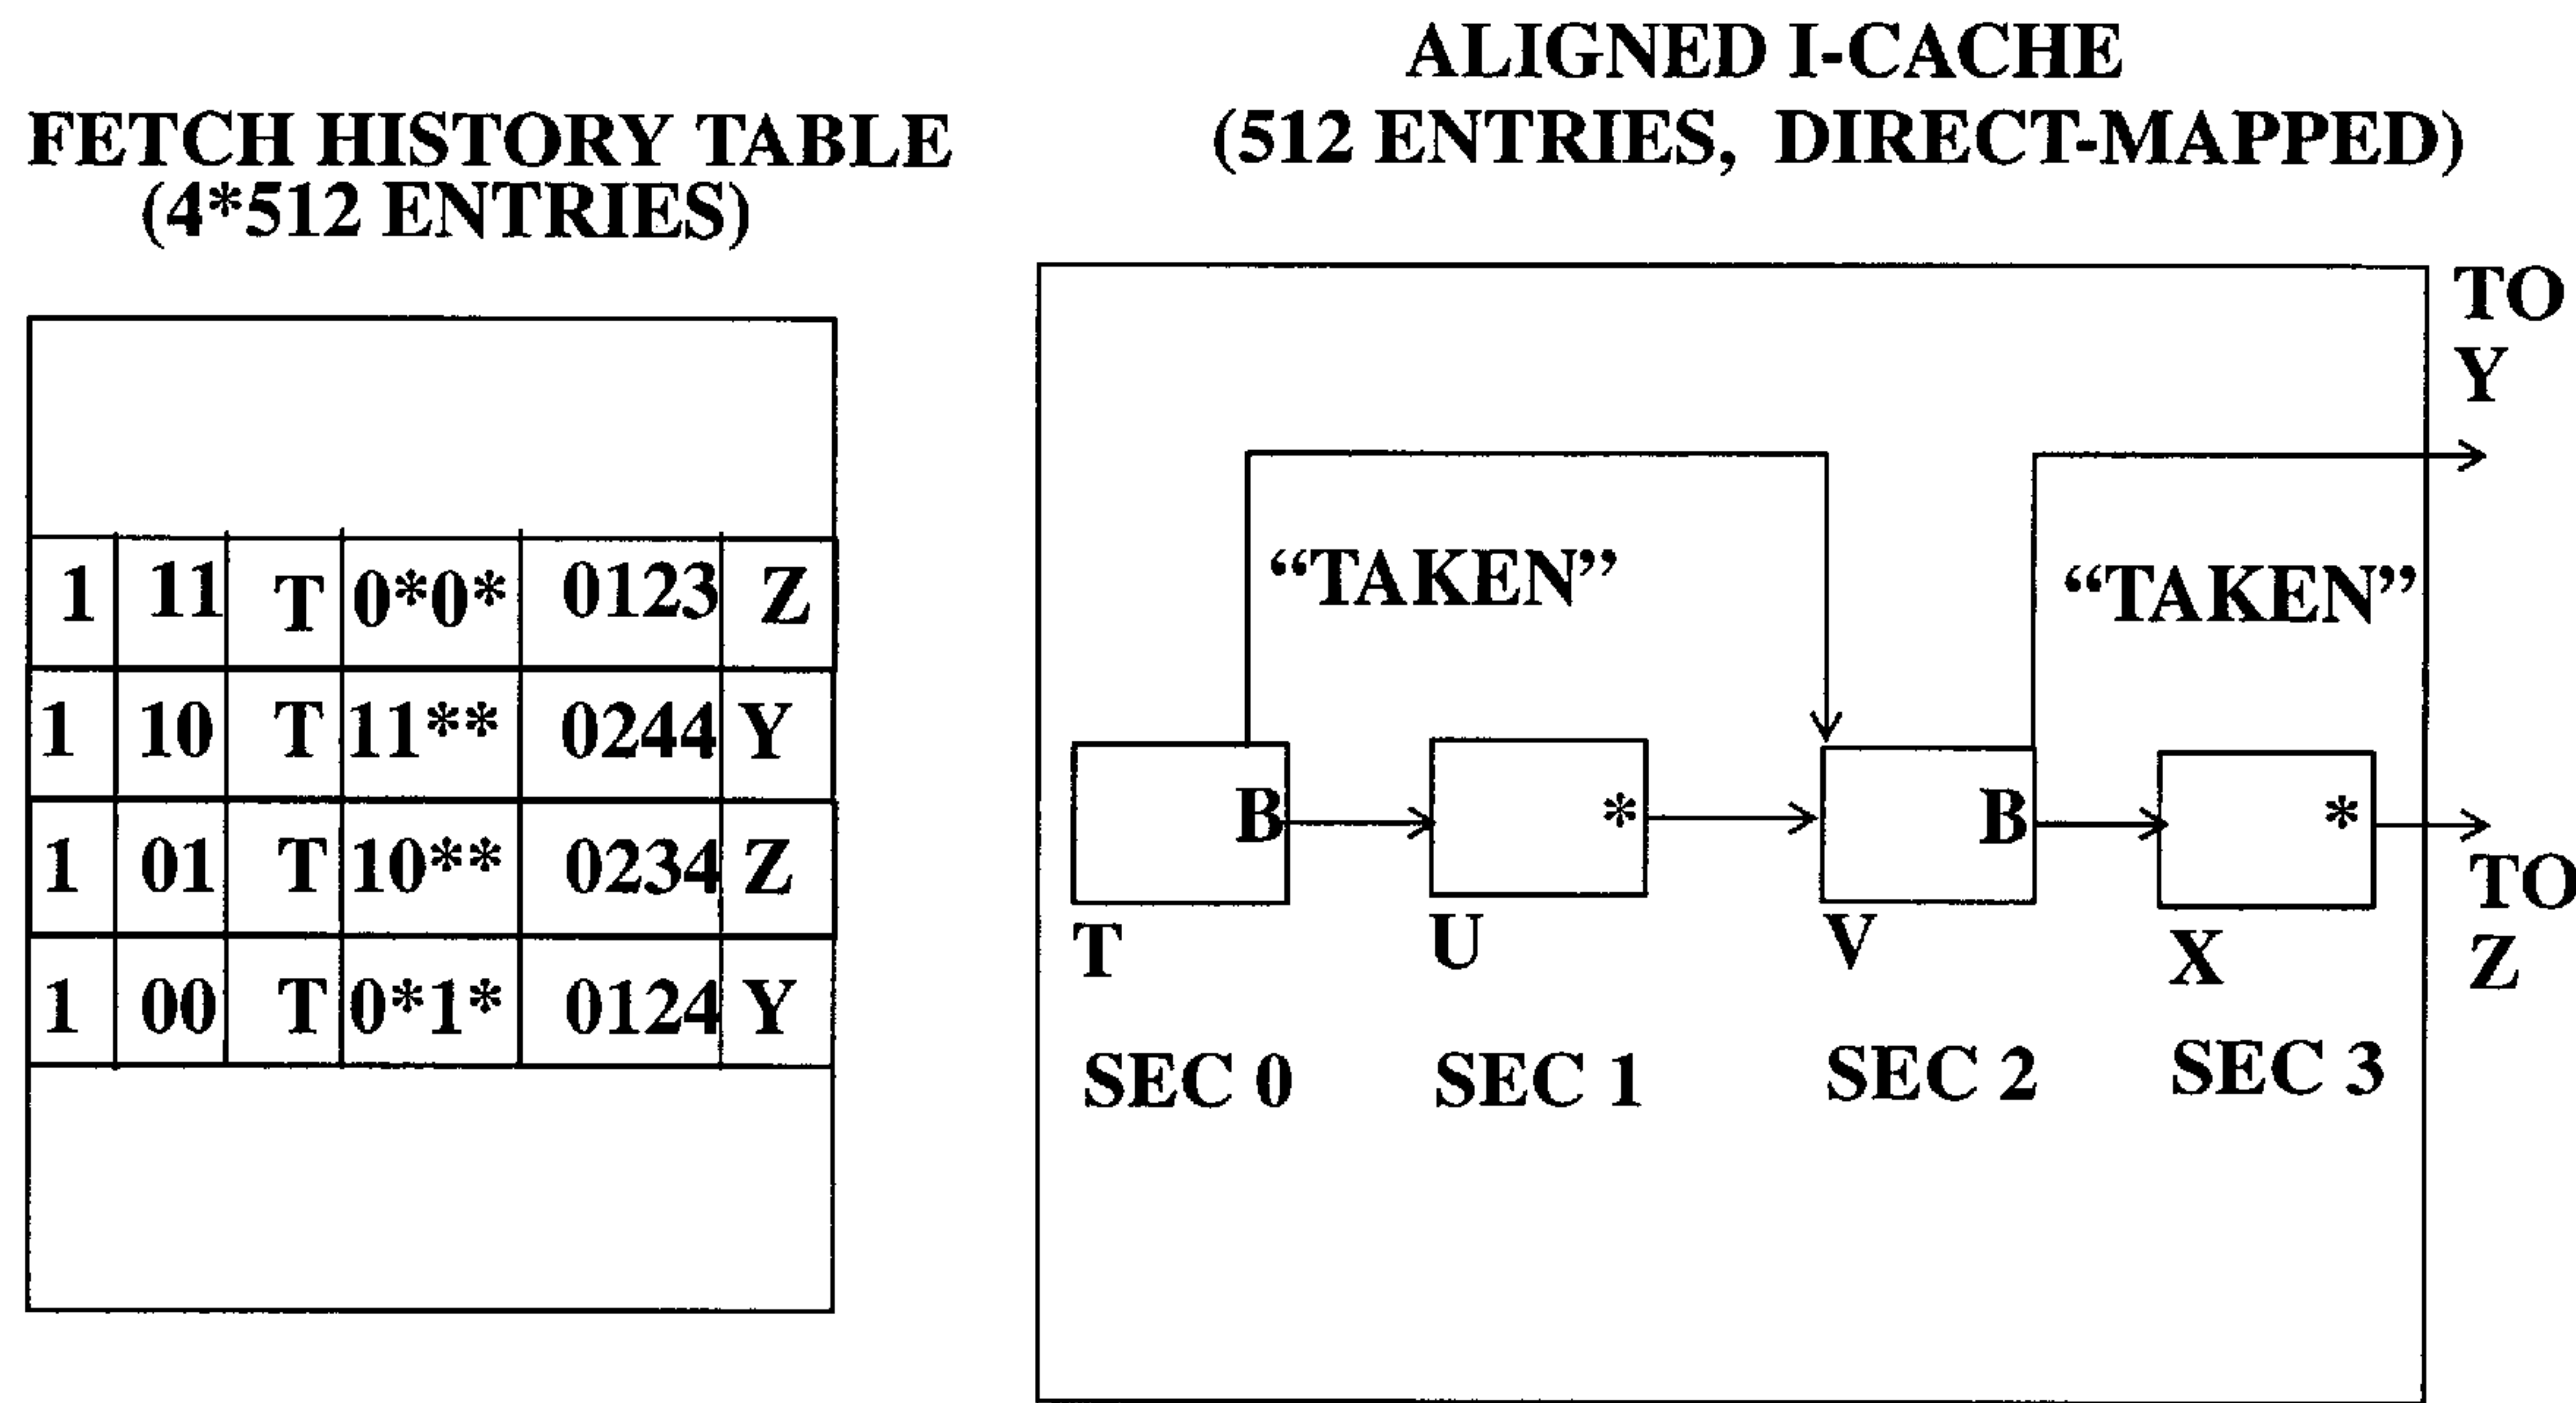 FETCH HISTORY TABLE
(4*512 ENTRIES)
1 11 T 0*0* 0123 Z
1 10 T 11** 0244 Y
1 01 T 10** 0234 Z
1 00 T 0*1* 0124 Y
ALIGNED I-CACHE
(512 ENTRIES, DIRECT-MAPPED)
TO
Y
“TAKEN” “TAKEN”
B * B *
T U V X
TO
Z
SEC 0 SEC 1 SEC 2 SEC 3